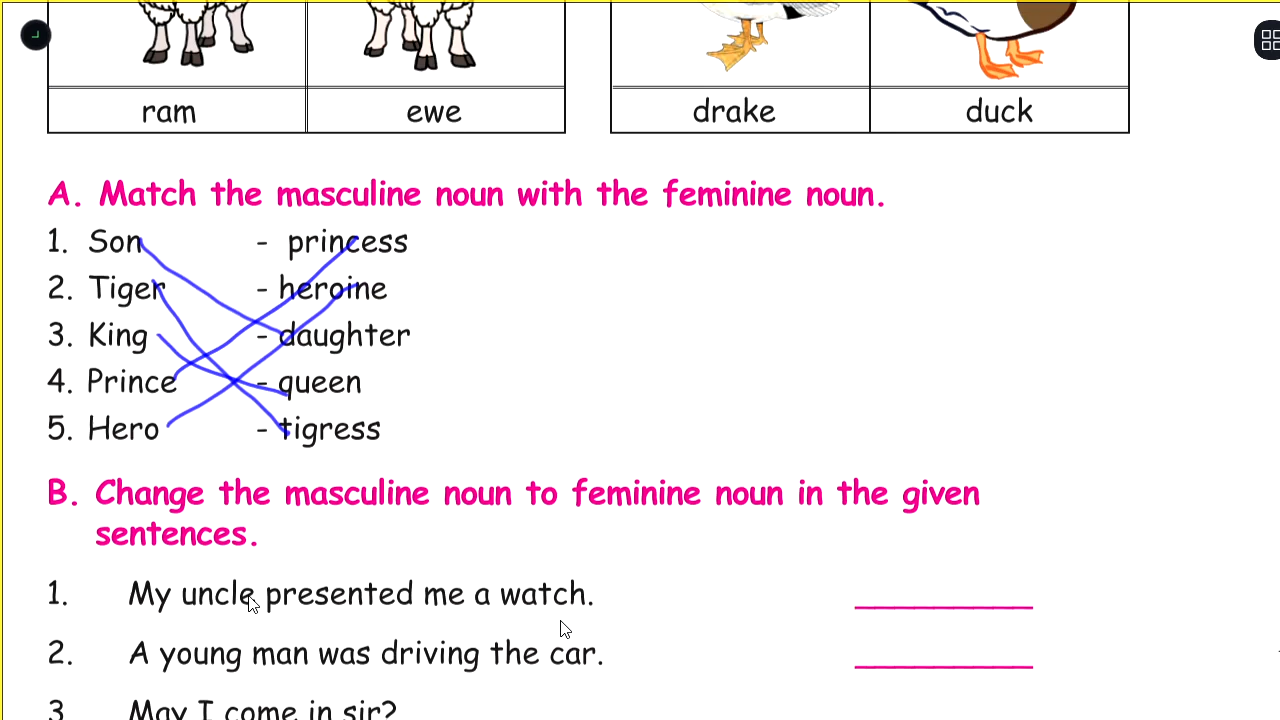 ram ewe drake duck
A. Match the masculine noun with the feminine noun.
1. Son - princess
2. Tiger - heroine
3. King - daughter
4. Prince - queen
5. Hero - tigress
B. Change the masculine noun to feminine noun in the given
sentences.
1. My uncle presented me a watch.
2. A young man was driving the car.
3 May I come in sir?